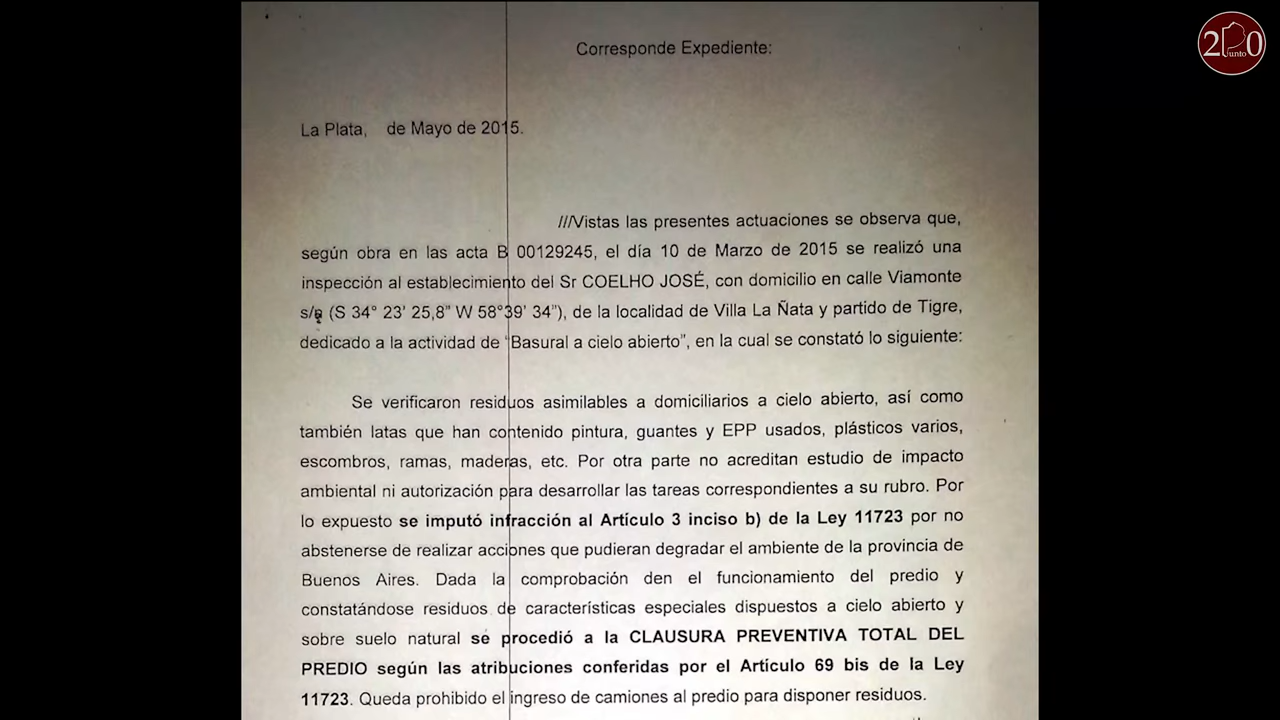 2P0
Junto
Corresponde Expediente:
La Plata, de Mayo de 2015.
///Vistas las presentes actuaciones se observa que,
según obra en las acta B 00129245, el día 10 de Marzo de 2015 se realizó una
inspección al establecimiento del Sr COELHO JOSÉ, con domicilio en calle Viamonte
s/n (S 34° 23' 25,8" W 58°39' 34"), de la localidad de Villa La Ñata y partido de Tigre,
dedicado a la actividad de "Basural a cielo abierto", en la cual se constató lo siguiente:
Se verificaron residuos asimilables a domiciliarios a cielo abierto, así como
también latas que han contenido pintura, guantes y EPP usados, plásticos varios,
escombros, ramas, maderas, etc. Por otra parte no acreditan estudio de impacto
ambiental ni autorización para desarrollar las tareas correspondientes a su rubro. Por
lo expuesto se imputó infracción al Artículo 3 inciso b) de la Ley 11723 por no
abstenerse de realizar acciones que pudieran degradar el ambiente de la provincia de
Buenos Aires. Dada la comprobación den el funcionamiento del predio y
constatándose residuos de características especiales dispuestos a cielo abierto y
sobre suelo natural se procedió a la CLAUSURA PREVENTIVA TOTAL DEL
PREDIO según las atribuciones conferidas por el Artículo 69 bis de la Ley
11723. Queda prohibido el ingreso de camiones al predio para disponer residuos.